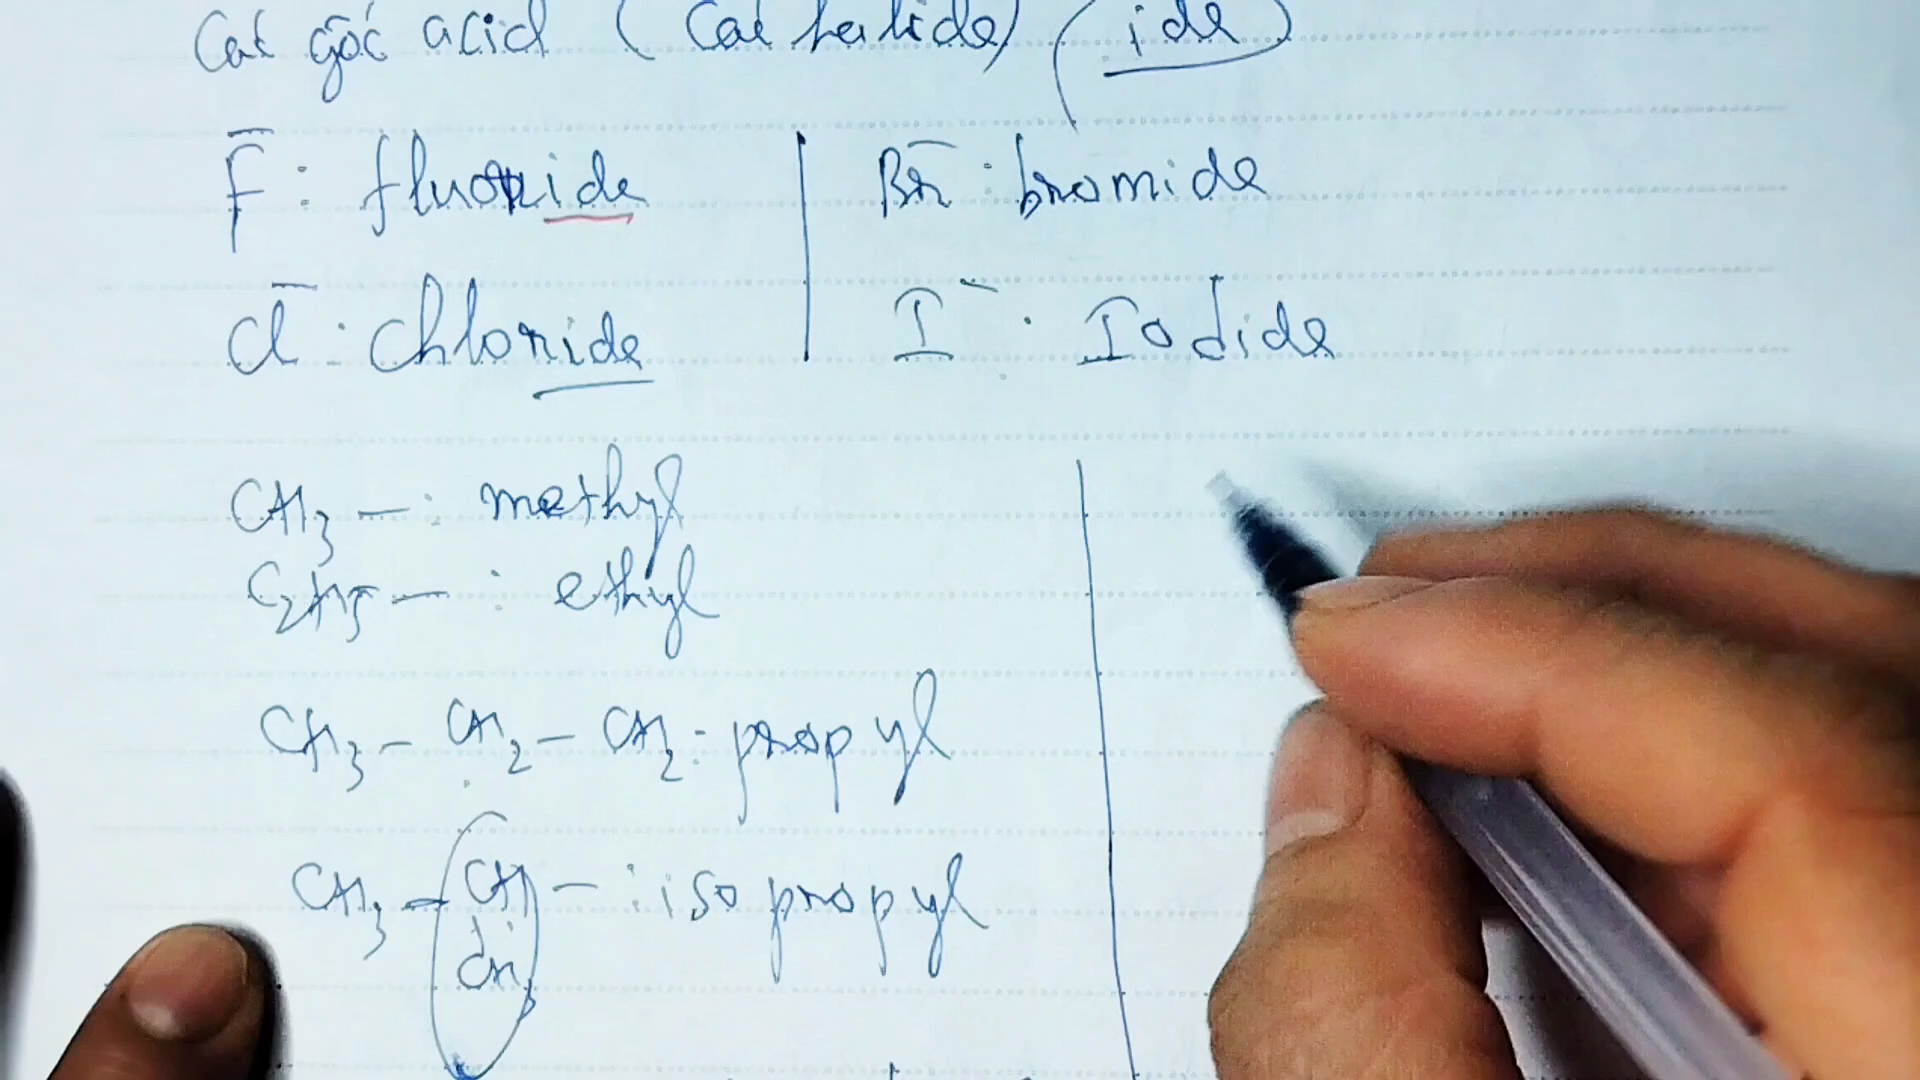 Các gốc acid (Các halide) (ide)
F⁻: fluoride
Br⁻: bromide
Cl⁻: chloride
I⁻: Iodide
CH3—: methyl
C2H5—: ethyl
CH3—CH2—CH2: propyl
CH3—CH—: isopropyl
CH3